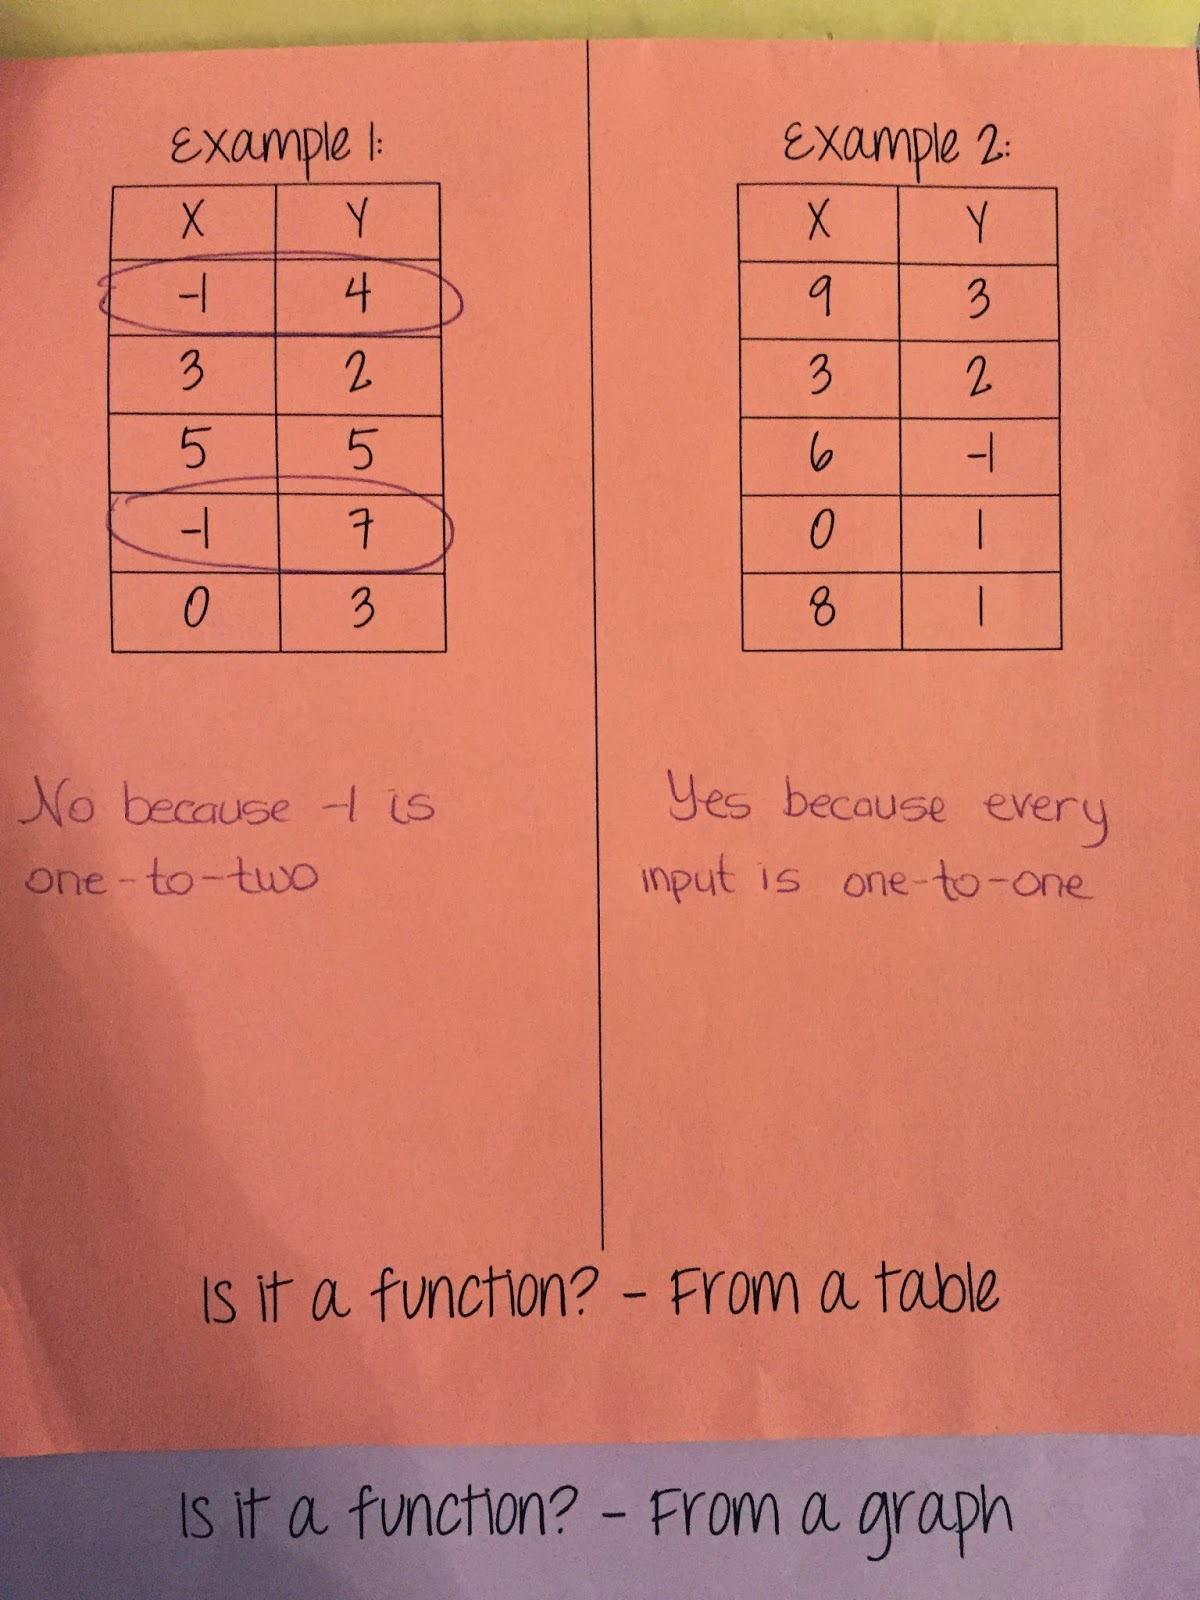 Example 1:
X Y
-1 4
3 2
5 5
-1 7
0 3
No because -1 is
one-to-two
Example 2:
X Y
9 3
3 2
6 -1
0 1
8 1
Yes because every
input is one-to-one
Is it a function? - From a table
Is it a function? - From a graph